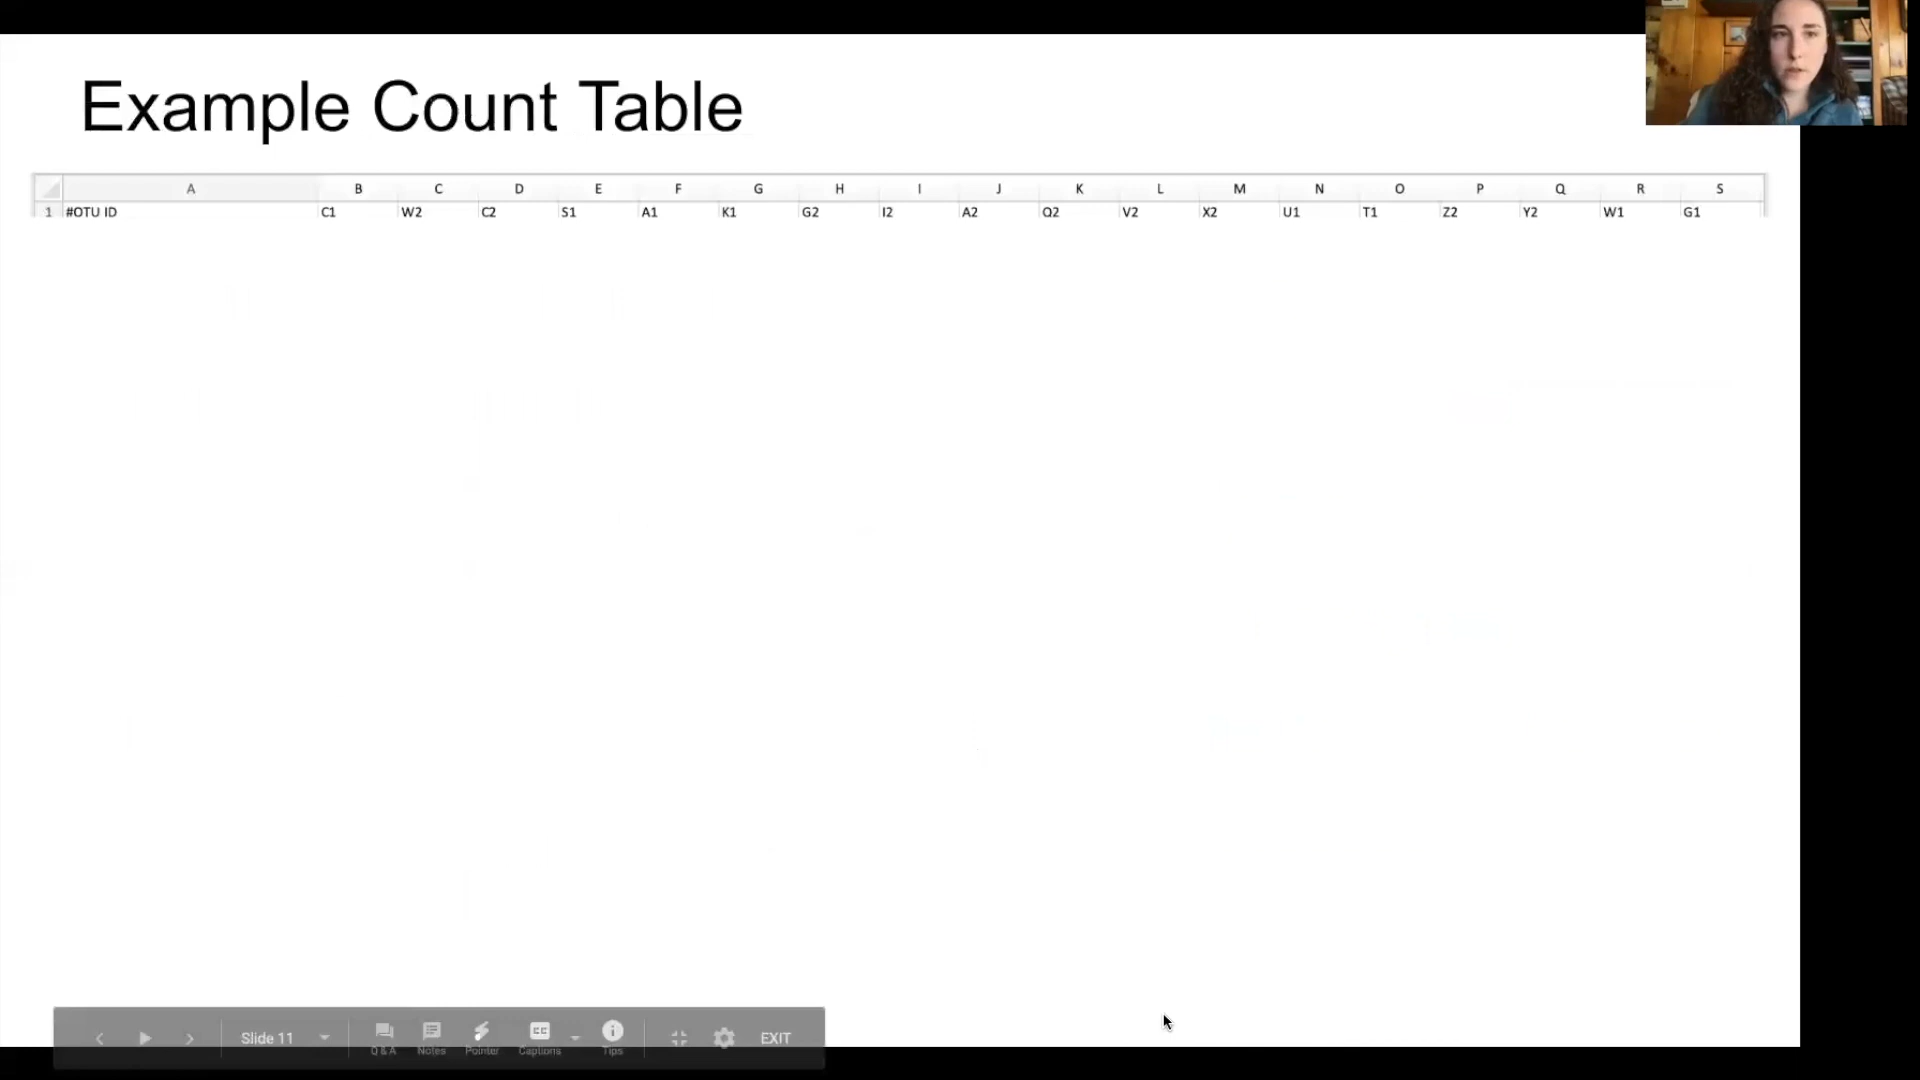 Example Count Table
A B C D E F G H I J K L M N O P Q R S
1 #OTU ID C1 W2 C2 S1 A1 K1 G2 I2 A2 Q2 V2 X2 U1 T1 Z2 Y2 W1 G1
Slide 11 Q & A Notes Pointer CC Captions Tips EXIT